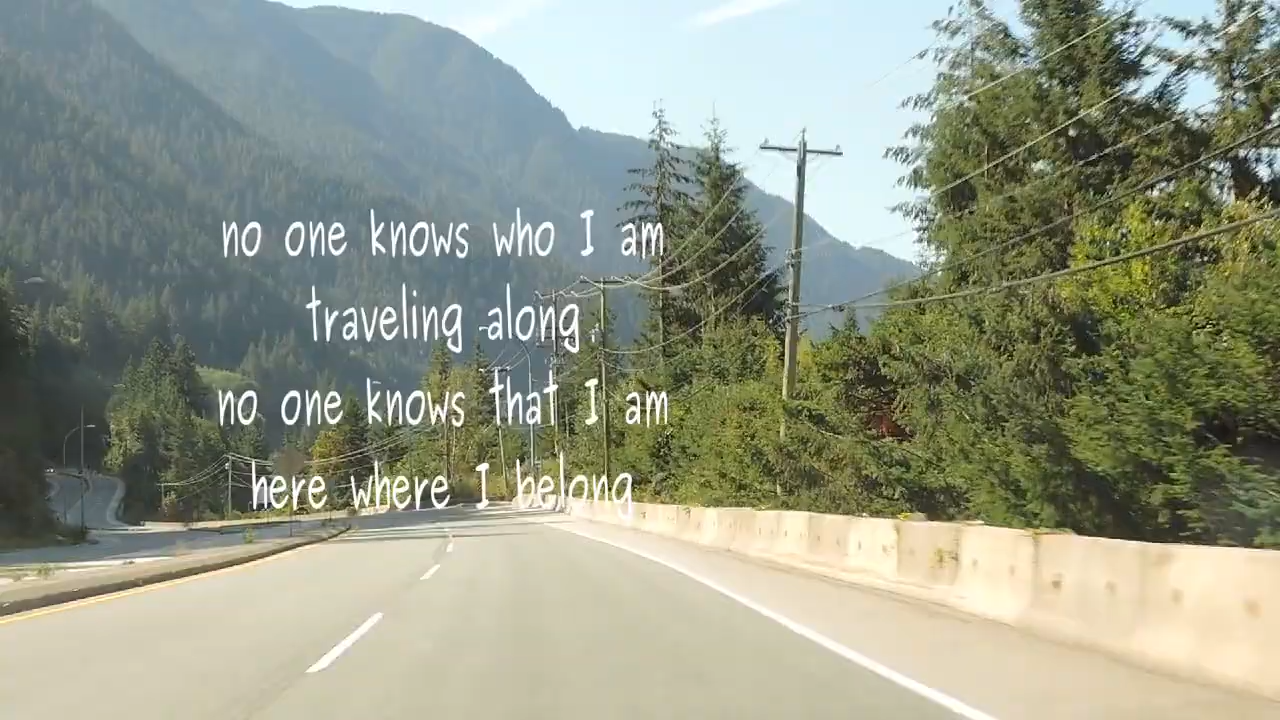 no one knows who I am
traveling along,
no one knows that I am
here where I belong